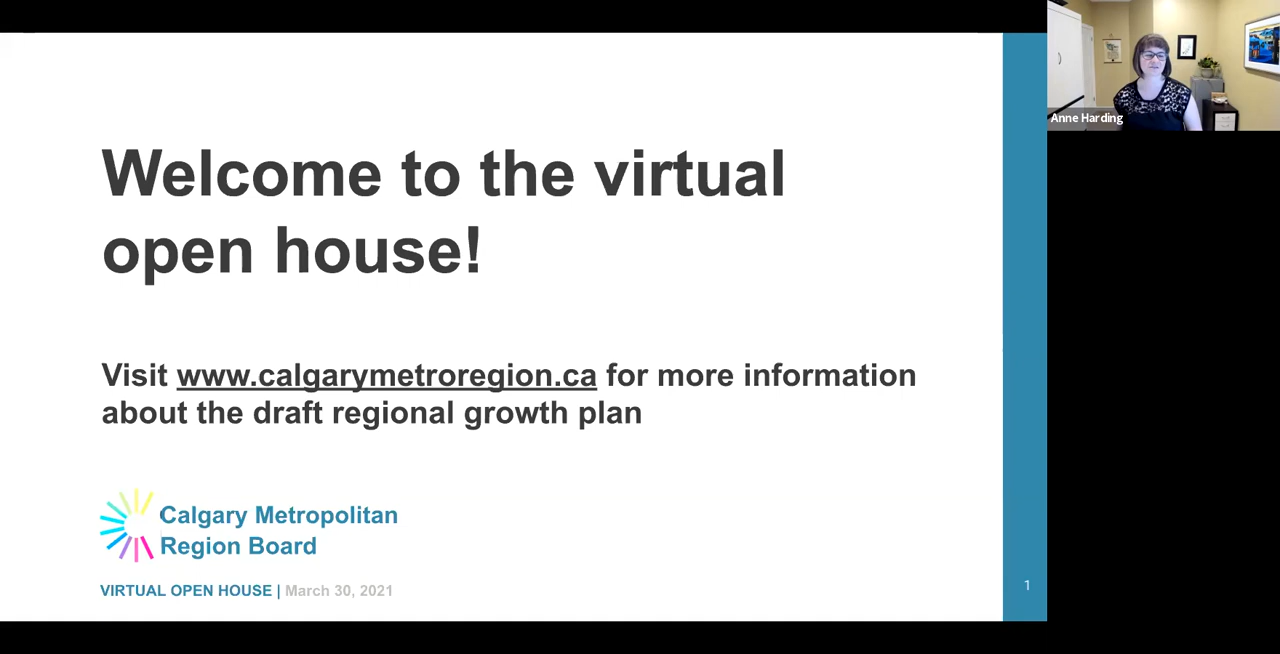 Welcome to the virtual
open house!
Visit www.calgarymetroregion.ca for more information
about the draft regional growth plan
Calgary Metropolitan
Region Board
VIRTUAL OPEN HOUSE | March 30, 2021
1
Anne Harding